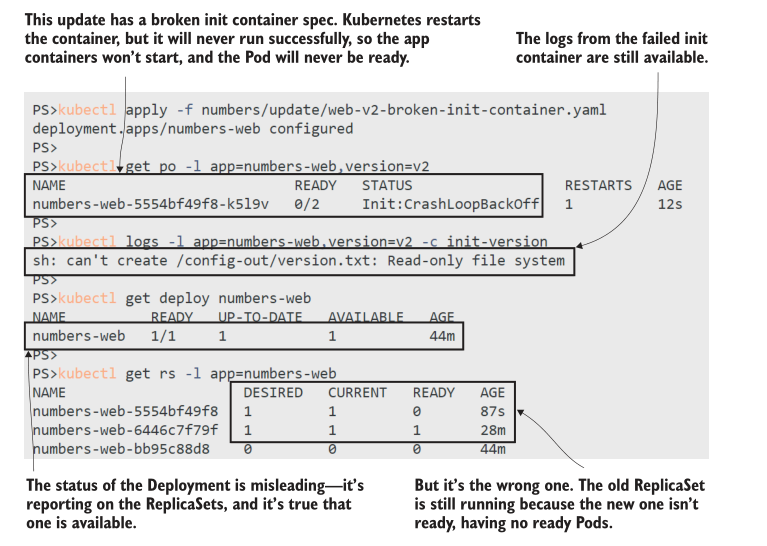 This update has a broken init container spec. Kubernetes restarts
the container, but it will never run successfully, so the app
containers won't start, and the Pod will never be ready.
The logs from the failed init
container are still available.
PS>kubectl apply -f numbers/update/web-v2-broken-init-container.yaml
deployment.apps/numbers-web configured
PS>
PS>kubectl get po -l app=numbers-web,version=v2
NAME READY STATUS RESTARTS AGE
numbers-web-5554bf49f8-k5l9v 0/2 Init:CrashLoopBackOff 1 12s
PS>
PS>kubectl logs -l app=numbers-web,version=v2 -c init-version
sh: can't create /config-out/version.txt: Read-only file system
PS>
PS>kubectl get deploy numbers-web
NAME READY UP-TO-DATE AVAILABLE AGE
numbers-web 1/1 1 1 44m
PS>
PS>kubectl get rs -l app=numbers-web
NAME DESIRED CURRENT READY AGE
numbers-web-5554bf49f8 1 1 0 87s
numbers-web-6446c7f79f 1 1 1 28m
numbers-web-bb95c88d8 0 0 0 44m
The status of the Deployment is misleading—it's
reporting on the ReplicaSets, and it's true that
one is available.
But it's the wrong one. The old ReplicaSet
is still running because the new one isn't
ready, having no ready Pods.